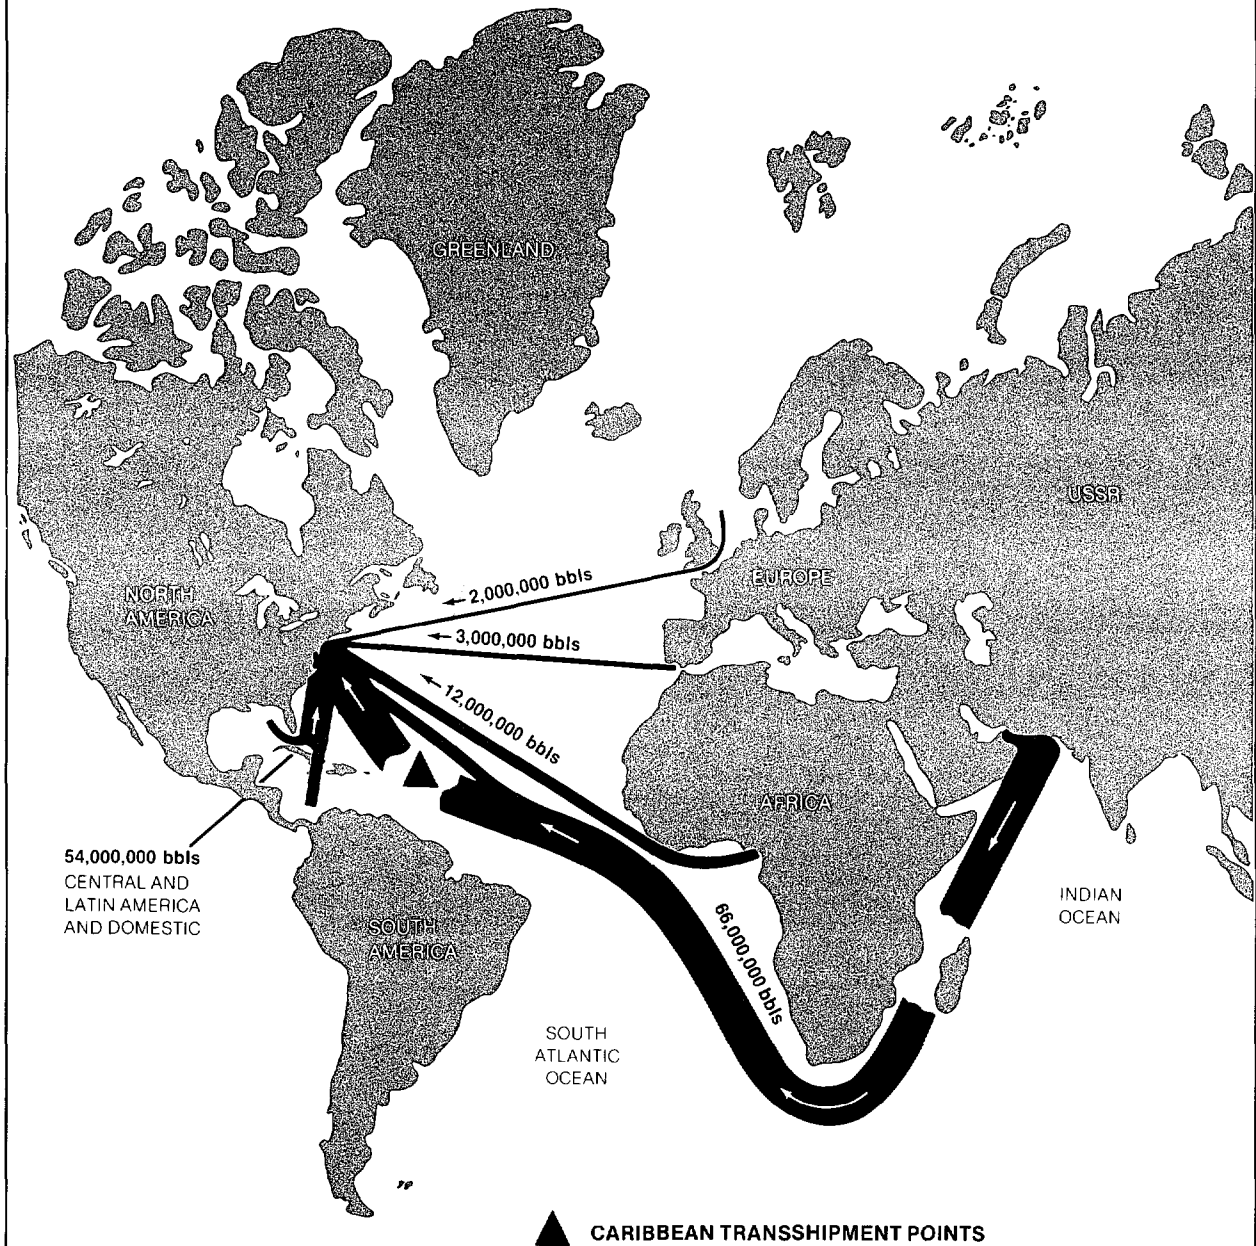 GREENLAND
USSR
2,000,000 bbls
EUROPE
NORTH
AMERICA
3,000,000 bbls
12,000,000 bbls
AFRICA
54,000,000 bbls
CENTRAL AND
LATIN AMERICA
AND DOMESTIC
INDIAN
OCEAN
66,000,000 bbls
SOUTH
AMERICA
SOUTH
ATLANTIC
OCEAN
CARIBBEAN TRANSSHIPMENT POINTS